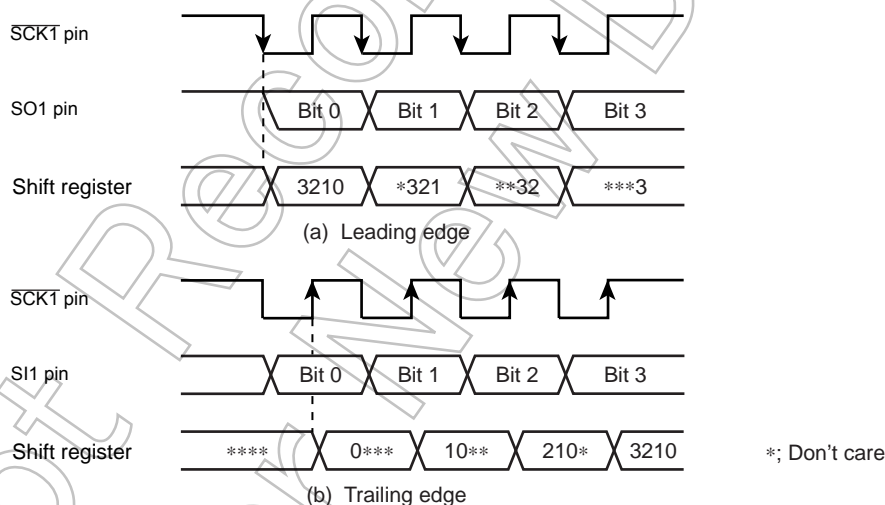 SCK1 pin
SO1 pin Bit 0 Bit 1 Bit 2 Bit 3
Shift register 3210 *321 **32 ***3
(a) Leading edge
SCK1 pin
SI1 pin Bit 0 Bit 1 Bit 2 Bit 3
Shift register **** 0*** 10** 210* 3210 *; Don't care
(b) Trailing edge